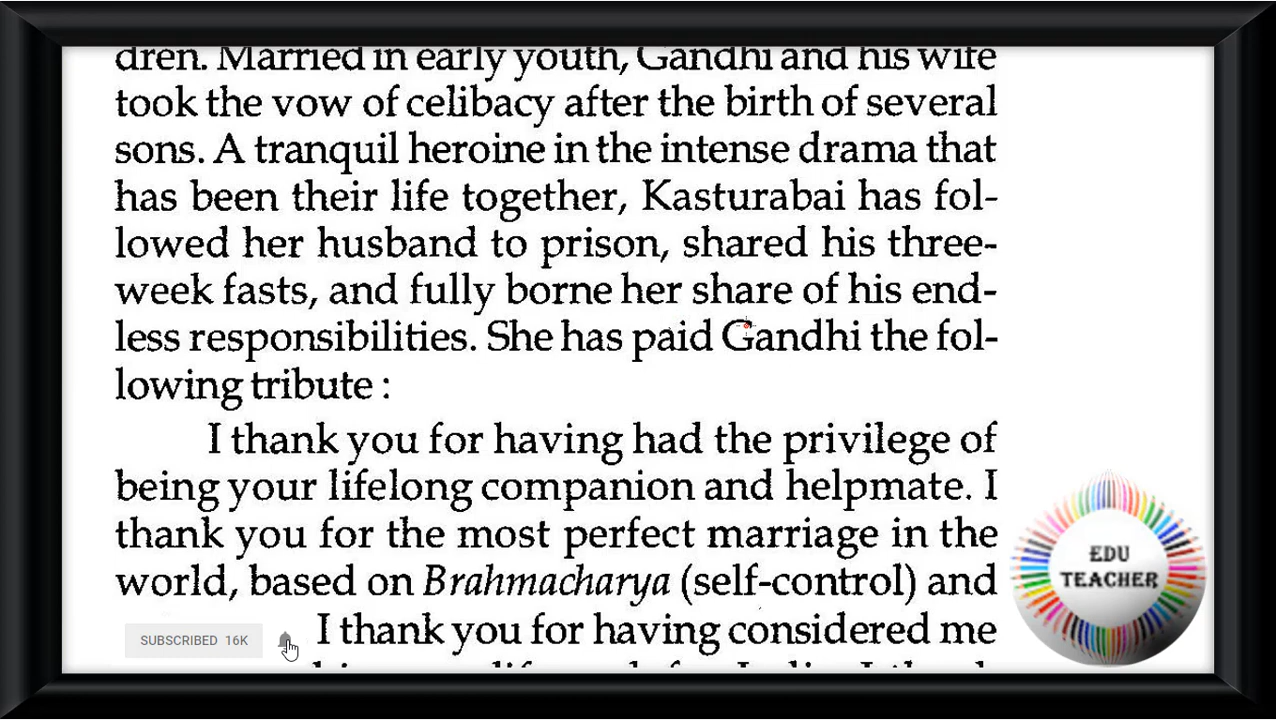 dren. Married in early youth, Gandhi and his wife
took the vow of celibacy after the birth of several
sons. A tranquil heroine in the intense drama that
has been their life together, Kasturabai has fol-
lowed her husband to prison, shared his three-
week fasts, and fully borne her share of his end-
less responsibilities. She has paid Gandhi the fol-
lowing tribute :
I thank you for having had the privilege of
being your lifelong companion and helpmate. I
thank you for the most perfect marriage in the
world, based on Brahmacharya (self-control) and
I thank you for having considered me
SUBSCRIBED 16K
EDU
TEACHER